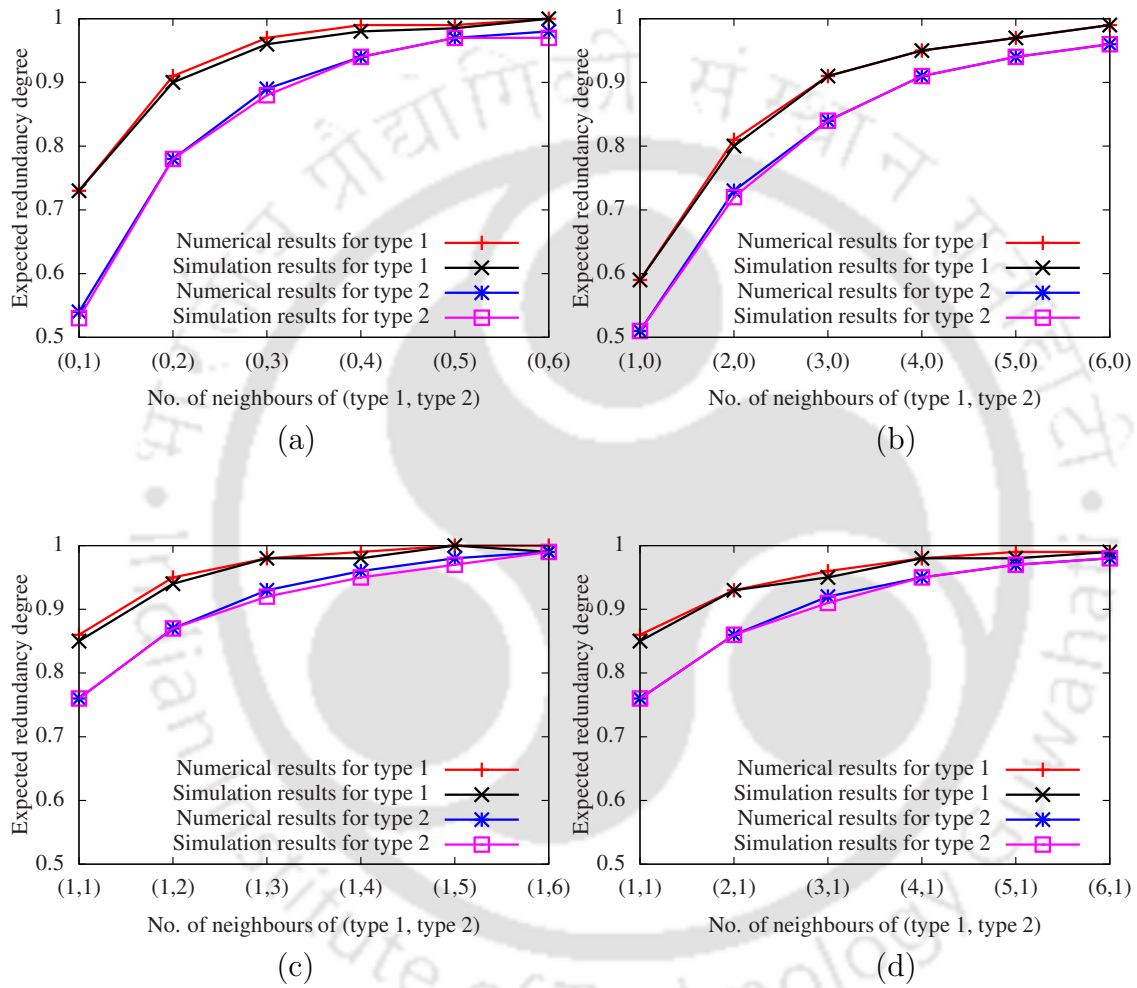 1
0.9
0.8
0.7
0.6
0.5
Expected redundancy degree
Numerical results for type 1
Simulation results for type 1
Numerical results for type 2
Simulation results for type 2
(0,1) (0,2) (0,3) (0,4) (0,5) (0,6)
No. of neighbours of (type 1, type 2)
(a)
1
0.9
0.8
0.7
0.6
0.5
Expected redundancy degree
Numerical results for type 1
Simulation results for type 1
Numerical results for type 2
Simulation results for type 2
(1,0) (2,0) (3,0) (4,0) (5,0) (6,0)
No. of neighbours of (type 1, type 2)
(b)
1
0.9
0.8
0.7
0.6
0.5
Expected redundancy degree
Numerical results for type 1
Simulation results for type 1
Numerical results for type 2
Simulation results for type 2
(1,1) (1,2) (1,3) (1,4) (1,5) (1,6)
No. of neighbours of (type 1, type 2)
(c)
1
0.9
0.8
0.7
0.6
0.5
Expected redundancy degree
Numerical results for type 1
Simulation results for type 1
Numerical results for type 2
Simulation results for type 2
(1,1) (2,1) (3,1) (4,1) (5,1) (6,1)
No. of neighbours of (type 1, type 2)
(d)
Indian Institute of Technology Guwahati